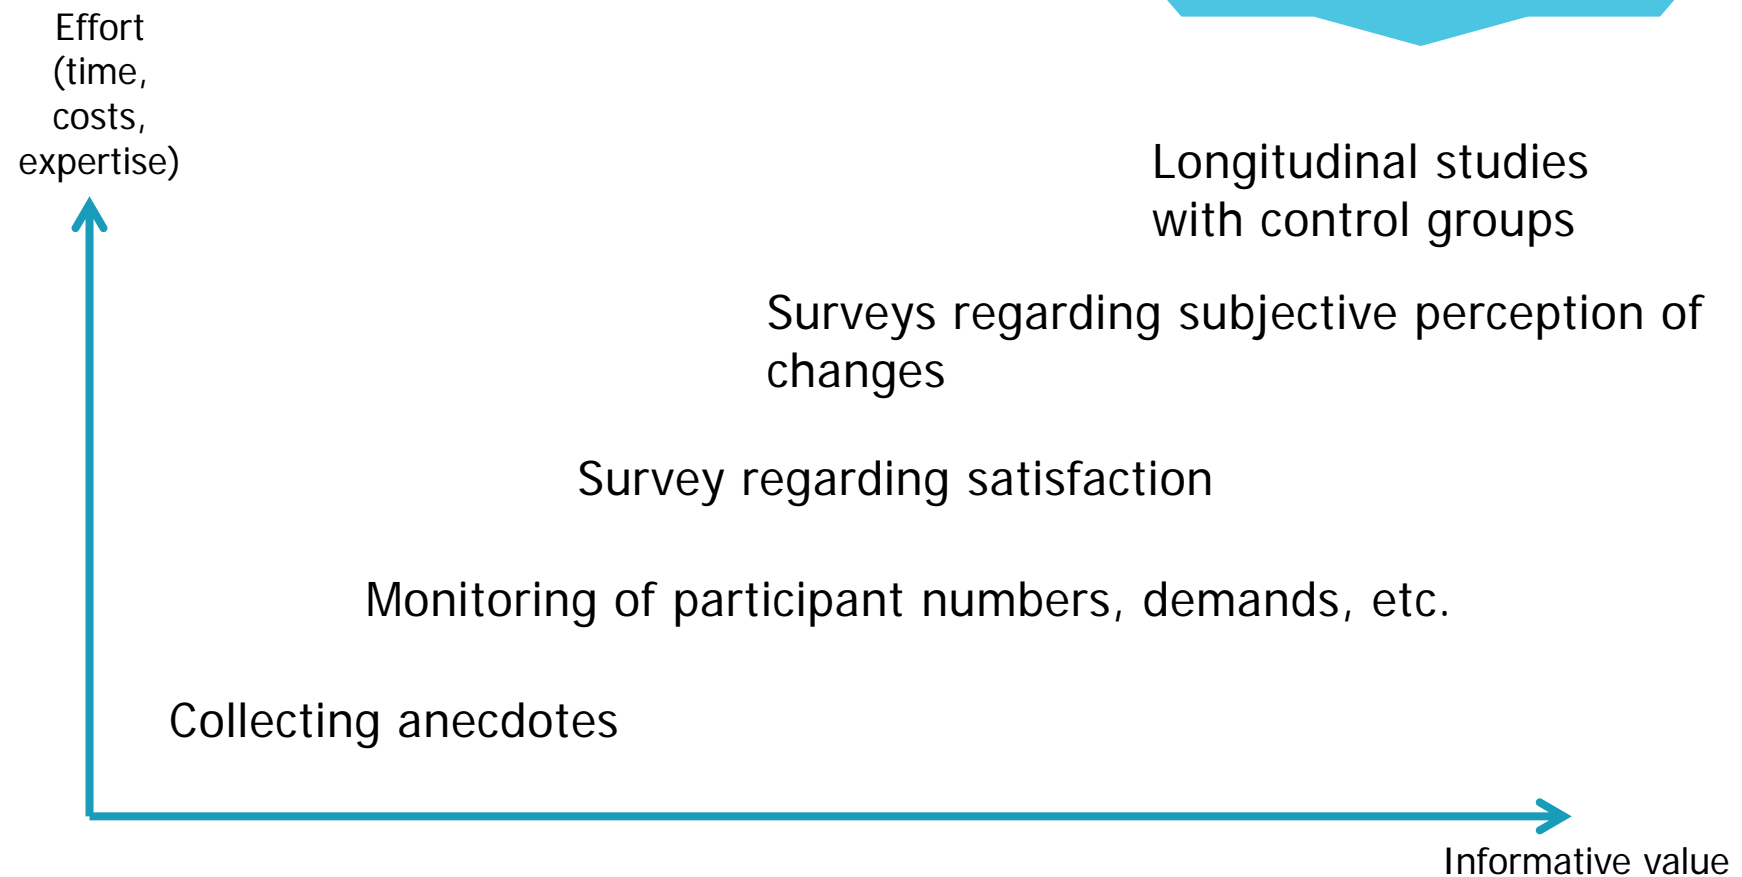 Effort
(time,
costs,
expertise)
Longitudinal studies
with control groups
Surveys regarding subjective perception of
changes
Survey regarding satisfaction
Monitoring of participant numbers, demands, etc.
Collecting anecdotes
Informative value